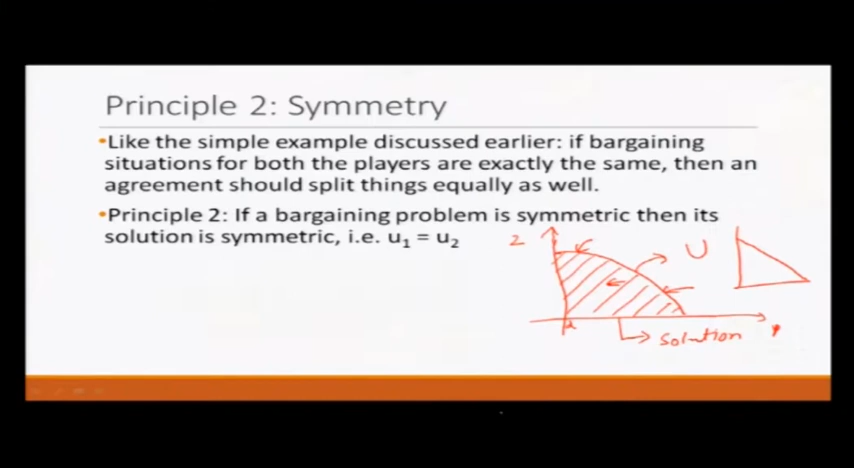 Principle 2: Symmetry
•Like the simple example discussed earlier: if bargaining
situations for both the players are exactly the same, then an
agreement should split things equally as well.
•Principle 2: If a bargaining problem is symmetric then its
solution is symmetric, i.e. u₁ = u₂
2
U
Solution